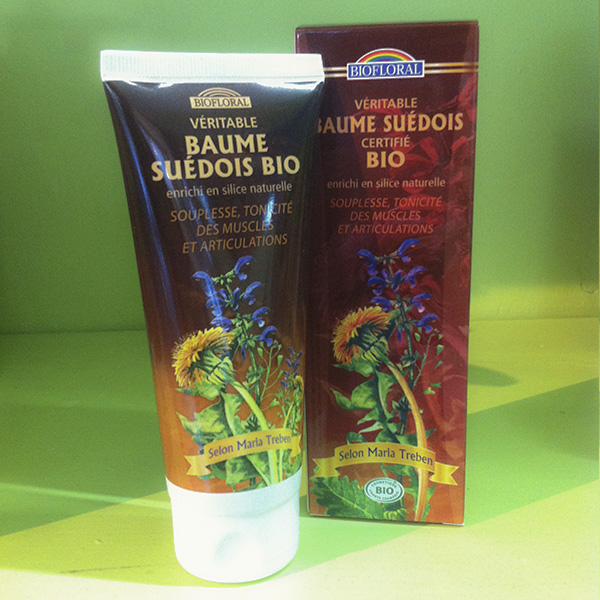 BIOFLORAL
VÉRITABLE
BAUME
SUÉDOIS BIO
enrichi en silice naturelle
SOUPLESSE, TONICITÉ
DES MUSCLES
ET ARTICULATIONS
Selon Maria Treben
BIOFLORAL
VÉRITABLE
BAUME SUÉDOIS
CERTIFIÉ
BIO
enrichi en silice naturelle
SOUPLESSE, TONICITÉ
DES MUSCLES
ET ARTICULATIONS
Selon Maria Treben
BIO